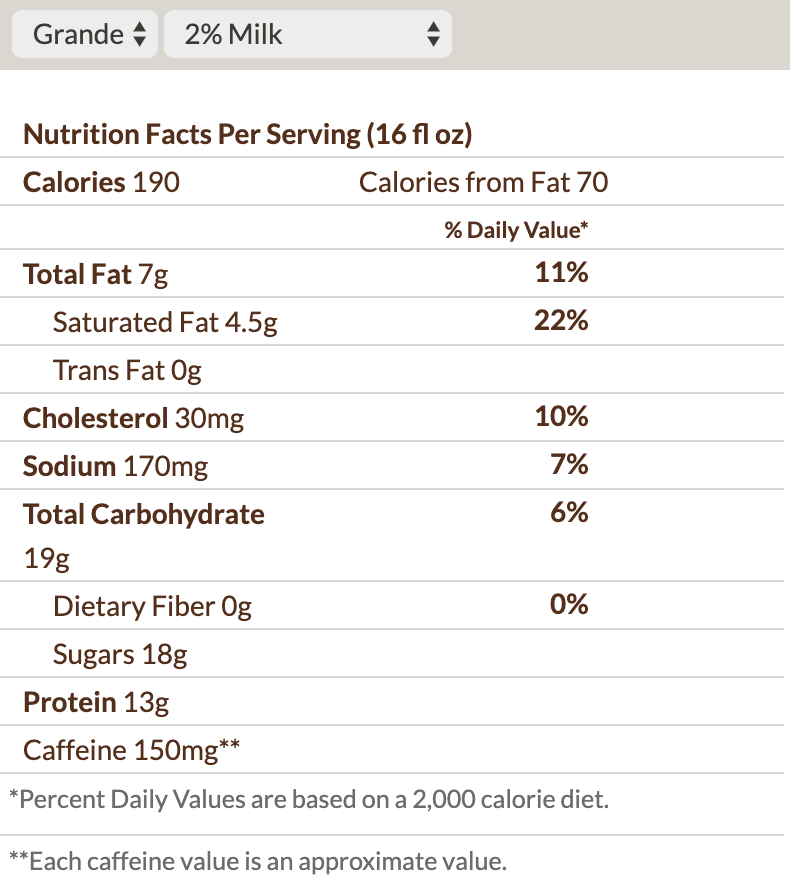 Grande 2% Milk
Nutrition Facts Per Serving (16 fl oz)
Calories 190 Calories from Fat 70
% Daily Value*
Total Fat 7g 11%
Saturated Fat 4.5g 22%
Trans Fat 0g
Cholesterol 30mg 10%
Sodium 170mg 7%
Total Carbohydrate 6%
19g
Dietary Fiber 0g 0%
Sugars 18g
Protein 13g
Caffeine 150mg**
*Percent Daily Values are based on a 2,000 calorie diet.
**Each caffeine value is an approximate value.